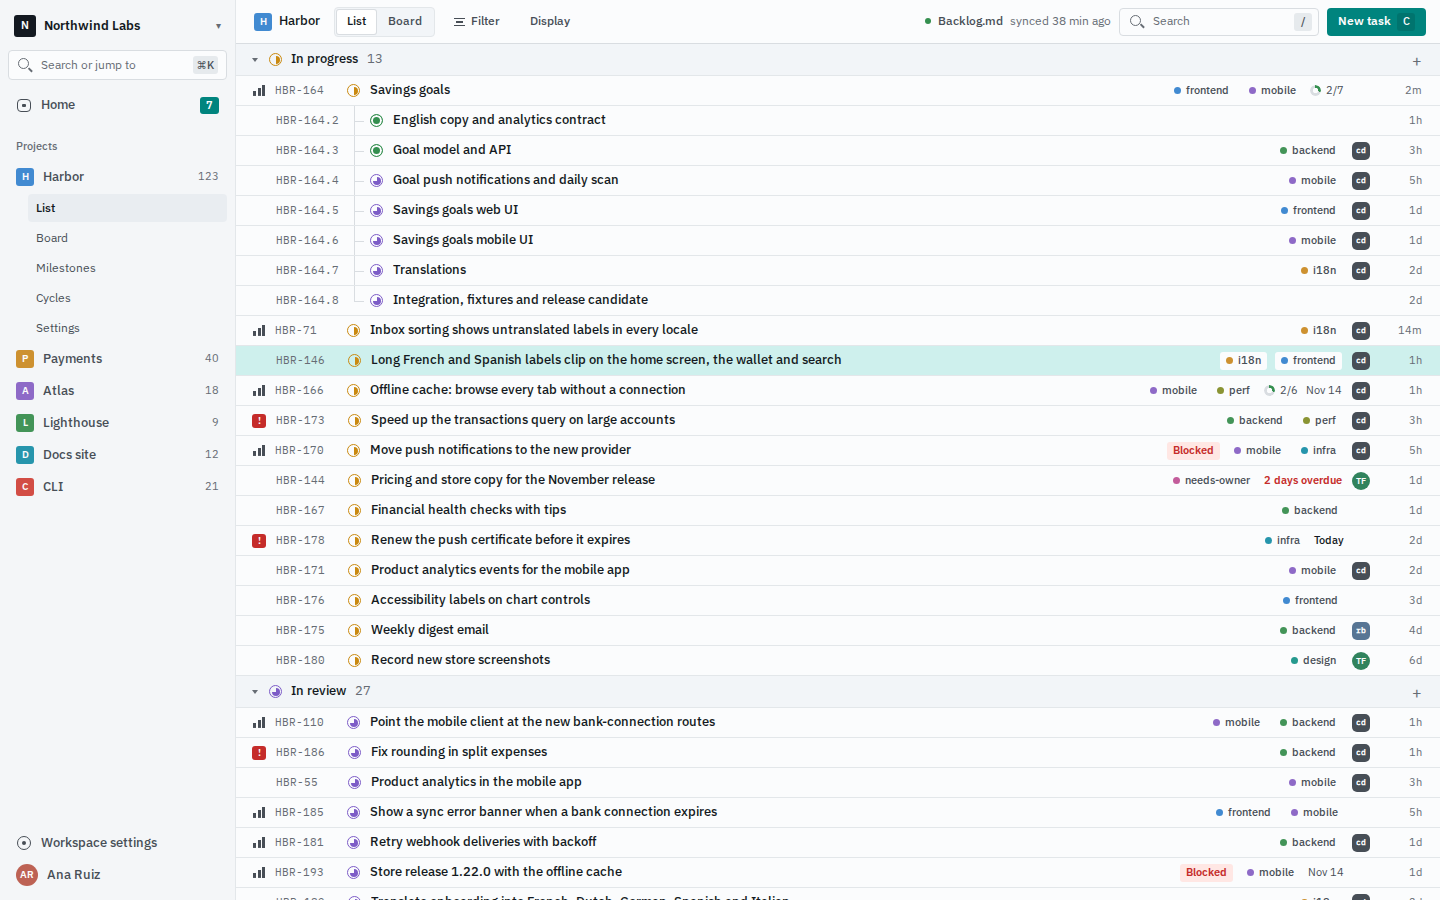 N Northwind Labs
Search or jump to ⌘K
Home 7
Projects
H Harbor 123
List
Board
Milestones
Cycles
Settings
P Payments 40
A Atlas 18
L Lighthouse 9
D Docs site 12
C CLI 21
Workspace settings
AR Ana Ruiz
H Harbor List Board Filter Display Backlog.md synced 38 min ago Search / New task C
In progress 13 +
HBR-164 Savings goals frontend mobile 2/7 2m
HBR-164.2 English copy and analytics contract 1h
HBR-164.3 Goal model and API backend cd 3h
HBR-164.4 Goal push notifications and daily scan mobile cd 5h
HBR-164.5 Savings goals web UI frontend cd 1d
HBR-164.6 Savings goals mobile UI mobile cd 1d
HBR-164.7 Translations i18n cd 2d
HBR-164.8 Integration, fixtures and release candidate 2d
HBR-71 Inbox sorting shows untranslated labels in every locale i18n cd 14m
HBR-146 Long French and Spanish labels clip on the home screen, the wallet and search i18n frontend cd 1h
HBR-166 Offline cache: browse every tab without a connection mobile perf 2/6 Nov 14 cd 1h
! HBR-173 Speed up the transactions query on large accounts backend perf cd 3h
HBR-170 Move push notifications to the new provider Blocked mobile infra cd 5h
HBR-144 Pricing and store copy for the November release needs-owner 2 days overdue TF 1d
HBR-167 Financial health checks with tips backend 1d
! HBR-178 Renew the push certificate before it expires infra Today 2d
HBR-171 Product analytics events for the mobile app mobile cd 2d
HBR-176 Accessibility labels on chart controls frontend 3d
HBR-175 Weekly digest email backend rb 4d
HBR-180 Record new store screenshots design TF 6d
In review 27 +
HBR-110 Point the mobile client at the new bank-connection routes mobile backend cd 1h
! HBR-186 Fix rounding in split expenses backend cd 1h
HBR-55 Product analytics in the mobile app mobile cd 3h
HBR-185 Show a sync error banner when a bank connection expires frontend mobile 5h
HBR-181 Retry webhook deliveries with backoff backend cd 1d
HBR-193 Store release 1.22.0 with the offline cache Blocked mobile Nov 14 1d
Translate onboarding into French, Dutch, German, Spanish and Italian